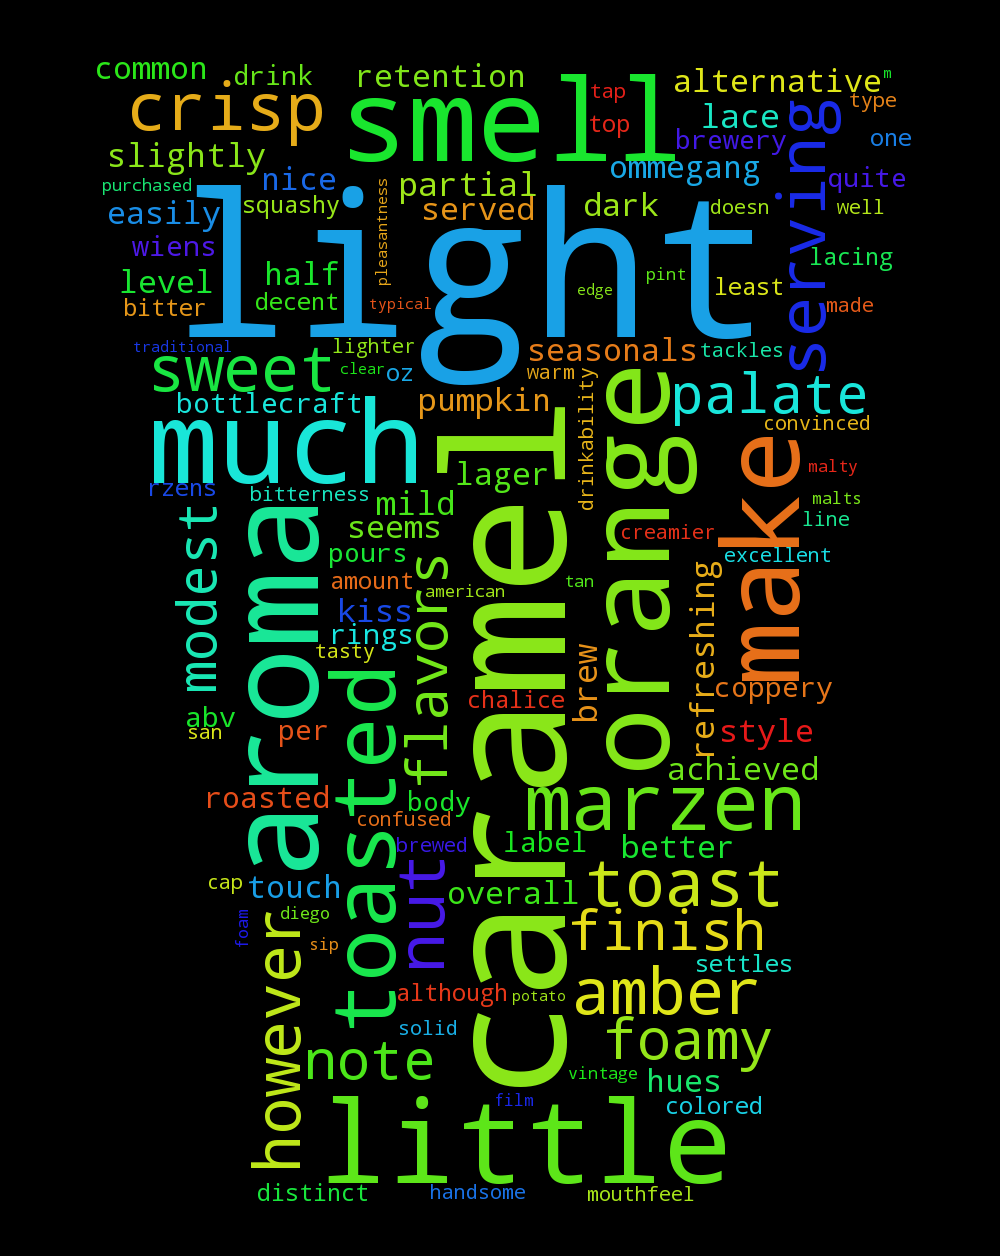 common
drink
retention
smell
alternative
m
crisp
tap
top
lace
type
brewery
one
serving
slightly
ommegang
purchased
nice
partial
quite
squashy
pleasantness
served
dark
doesn
well
easily
light
wiens
lacing
level
half
edge
pint
least
bitter
decent
typical
made
traditional
lighter
seasonals
tackles
sweet
clear
oz
warm
drinkability
orange
palate
bottlecraft
pumpkin
convinced
much
caramel
make
lager
malty
rzens
bitterness
mild
malts
modest
aroma
seems
line
creamier
pours
flavors
excellent
amount
american
tan
refreshing
kiss
rings
tasty
brew
toasted
chalice
coppery
abv
san
per
style
achieved
roasted
body
marzen
confused
brewed
label
better
nut
cap
touch
overall
toast
foam
diego
however
sip
finish
settles
although
potato
amber
solid
foamy
note
vintage
hues
film
colored
little
distinct
handsome
mouthfeel